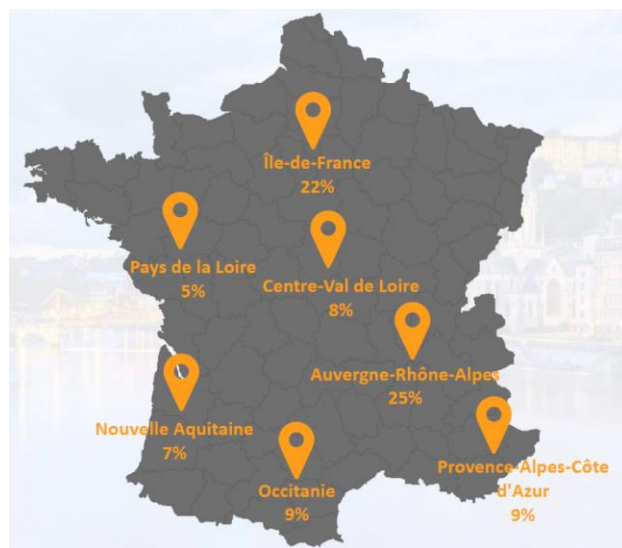 Île-de-France
22%
Pays de la Loire
5%
Centre-Val de Loire
8%
Auvergne-Rhône-Alpes
25%
Nouvelle Aquitaine
7%
Provence-Alpes-Côte
d'Azur
9%
Occitanie
9%